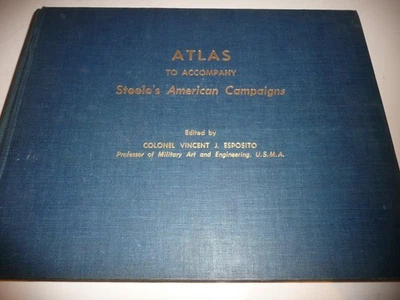 ATLAS
TO ACCOMPANY
Steele's American Campaigns
Edited by
COLONEL VINCENT J. ESPOSITO
Professor of Military Art and Engineering, U.S.M.A.